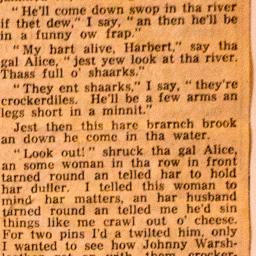 "He'll come down swop in tha river
if thet dew," I say, "an then he'll be
in a funny ow frap."
"My hart alive, Harbert," say tha
gal Alice, "jest yew look at tha river.
Thass full o' shaarks."
"They ent shaarks," I say, "they're
crockerdiles. He'll be a few arms an
legs short in a minnit."
Jest then this hare brarnch brook
an down he come in tha water.
"Look out!" shruck tha gal Alice,
an some woman in tha row in front
tarned round an telled har to hold
har duller. I telled this woman to
mind har matters, an har husband
tarned round an telled me he'd sin
things like me crawl out o' cheese.
For two pins I'd a twilted him, only
I wanted to see how Johnny Warsh-